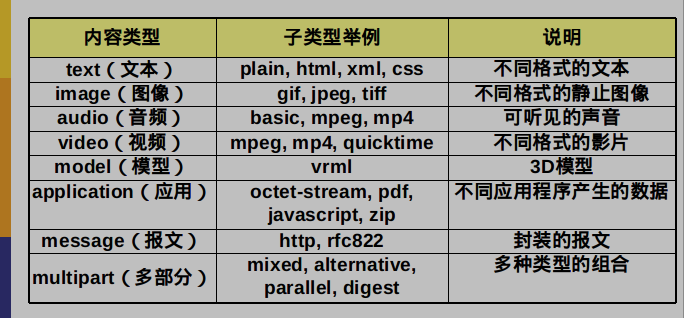 内容类型 子类型举例 说明
text（文本） plain, html, xml, css 不同格式的文本
image（图像） gif, jpeg, tiff 不同格式的静止图像
audio（音频） basic, mpeg, mp4 可听见的声音
video（视频） mpeg, mp4, quicktime 不同格式的影片
model（模型） vrml 3D模型
application（应用） octet-stream, pdf, 不同应用程序产生的数据
javascript, zip
message（报文） http, rfc822 封装的报文
multipart（多部分） mixed, alternative, 多种类型的组合
parallel, digest